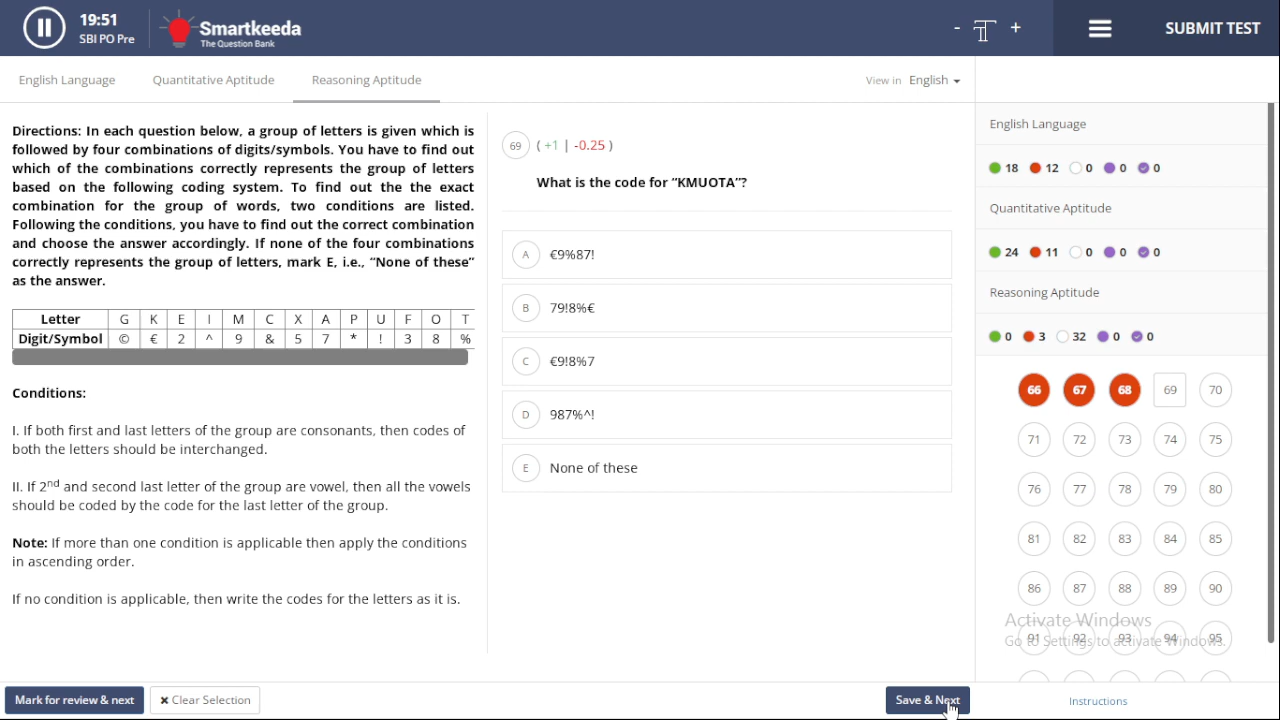 19:51
SBI PO Pre
Smartkeeda
The Question Bank
- T +
SUBMIT TEST
English Language Quantitative Aptitude Reasoning Aptitude
View in English
Directions: In each question below, a group of letters is given which is
followed by four combinations of digits/symbols. You have to find out
which of the combinations correctly represents the group of letters
based on the following coding system. To find out the the exact
combination for the group of words, two conditions are listed.
Following the conditions, you have to find out the correct combination
and choose the answer accordingly. If none of the four combinations
correctly represents the group of letters, mark E, i.e., “None of these”
as the answer.
Letter G K E I M C X A P U F O T
Digit/Symbol © € 2 ^ 9 & 5 7 * ! 3 8 %
Conditions:
I. If both first and last letters of the group are consonants, then codes of
both the letters should be interchanged.
II. If 2nd and second last letter of the group are vowel, then all the vowels
should be coded by the code for the last letter of the group.
Note: If more than one condition is applicable then apply the conditions
in ascending order.
If no condition is applicable, then write the codes for the letters as it is.
69 ( +1 | -0.25 )
What is the code for “KMUOTA”?
A €9%87!
B 79!8%€
C €9!8%7
D 987%^!
E None of these
English Language
18 12 0 0 0
Quantitative Aptitude
24 11 0 0 0
Reasoning Aptitude
0 3 32 0 0
66 67 68 69 70
71 72 73 74 75
76 77 78 79 80
81 82 83 84 85
86 87 88 89 90
91 92 93 94 95
Activate Windows
Go to Settings to activate Windows.
Mark for review & next
Clear Selection
Save & Next
Instructions